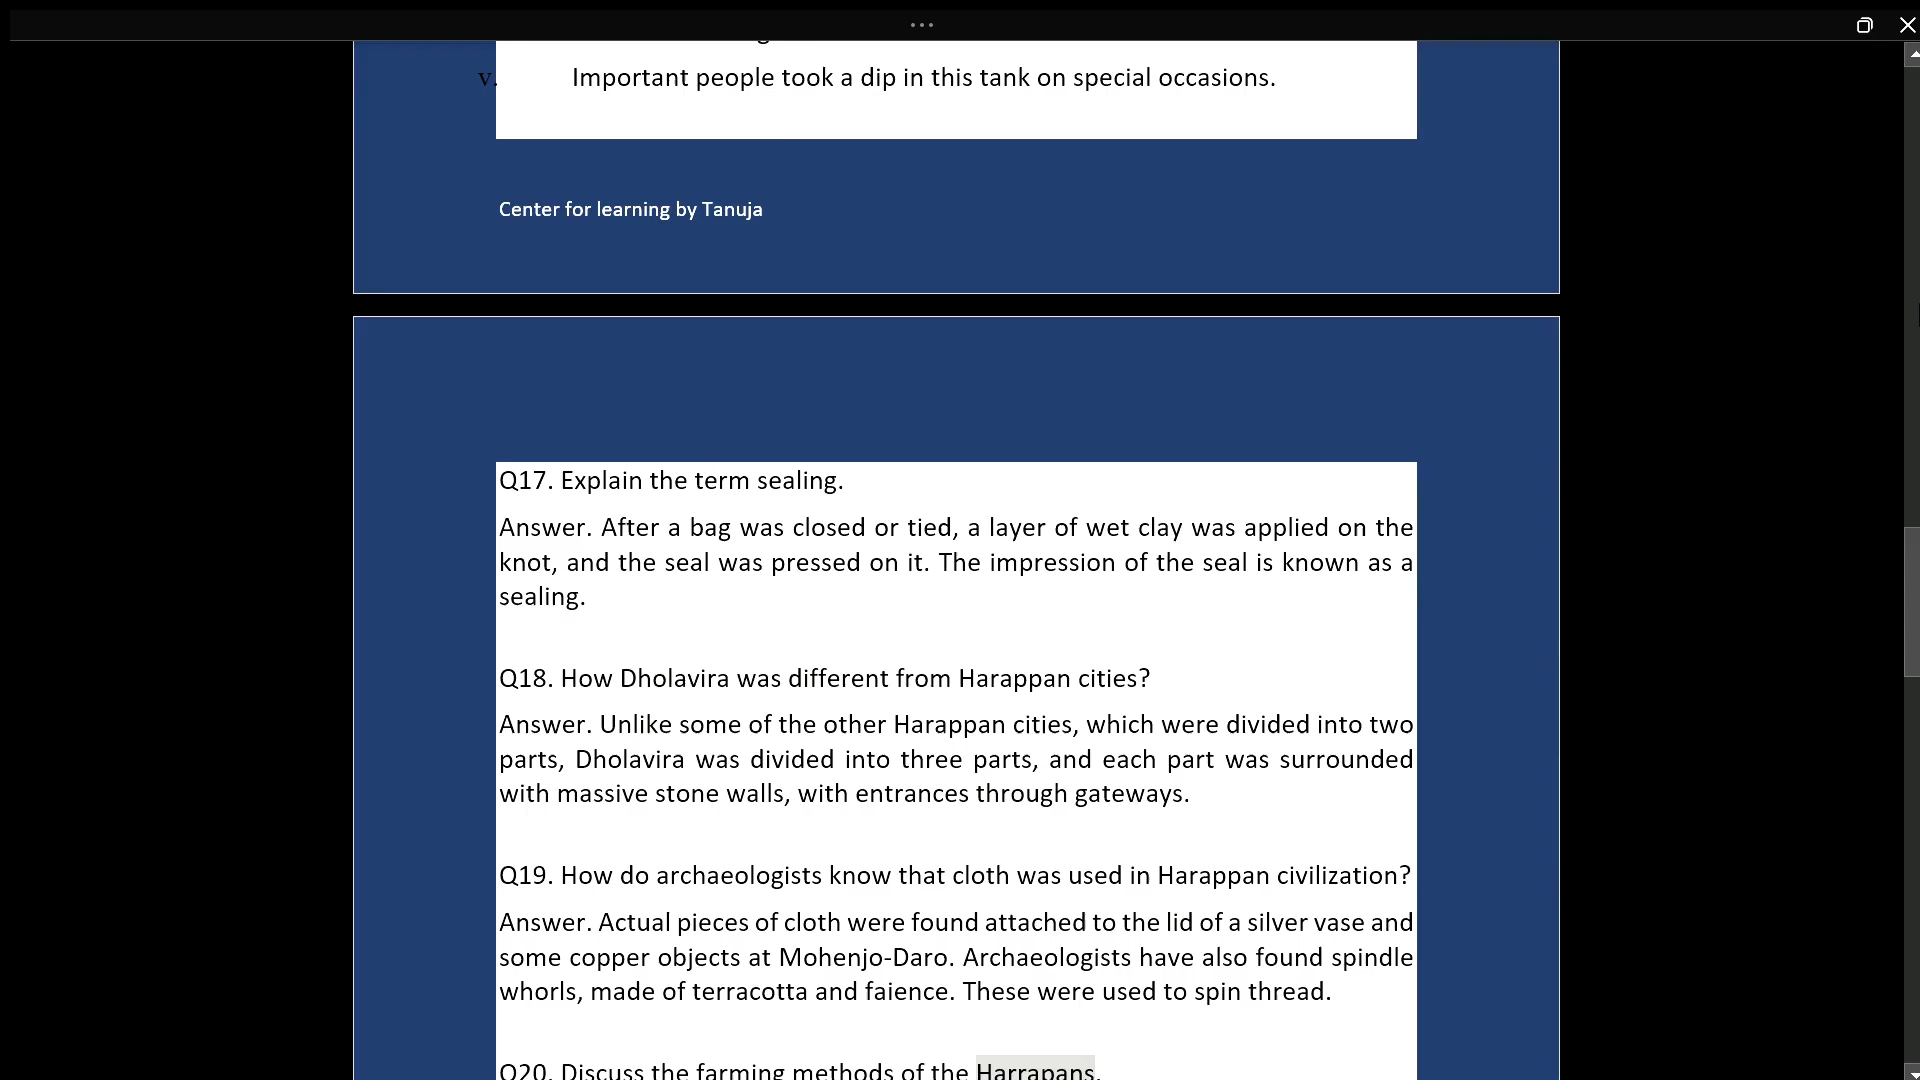 v. Important people took a dip in this tank on special occasions.
Center for learning by Tanuja
Q17. Explain the term sealing.
Answer. After a bag was closed or tied, a layer of wet clay was applied on the
knot, and the seal was pressed on it. The impression of the seal is known as a
sealing.
Q18. How Dholavira was different from Harappan cities?
Answer. Unlike some of the other Harappan cities, which were divided into two
parts, Dholavira was divided into three parts, and each part was surrounded
with massive stone walls, with entrances through gateways.
Q19. How do archaeologists know that cloth was used in Harappan civilization?
Answer. Actual pieces of cloth were found attached to the lid of a silver vase and
some copper objects at Mohenjo-Daro. Archaeologists have also found spindle
whorls, made of terracotta and faience. These were used to spin thread.
Q20. Discuss the farming methods of the Harrapans.